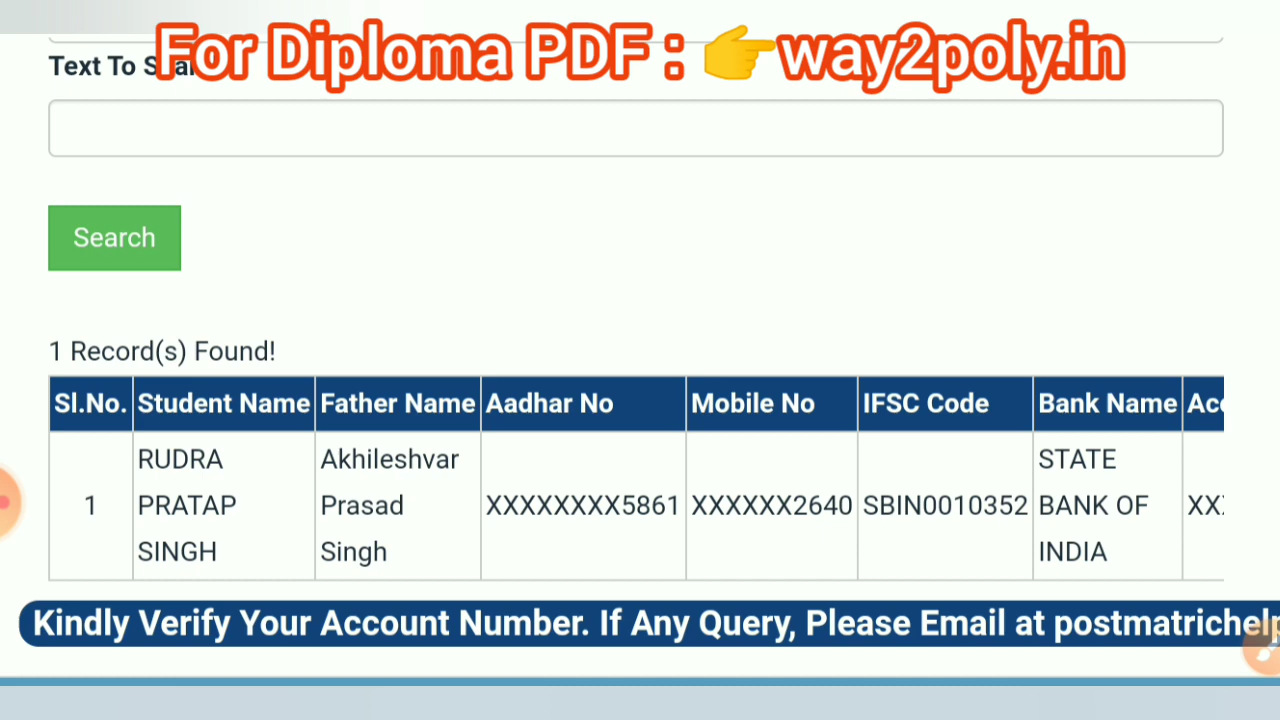 For Diploma PDF : 👉way2poly.in
Text To
Search
1 Record(s) Found!
Sl.No. Student Name Father Name Aadhar No Mobile No IFSC Code Bank Name
1 RUDRA PRATAP SINGH Akhileshvar Prasad Singh XXXXXXXX5861 XXXXXX2640 SBIN0010352 STATE BANK OF INDIA
Kindly Verify Your Account Number. If Any Query, Please Email at postmatrichelp